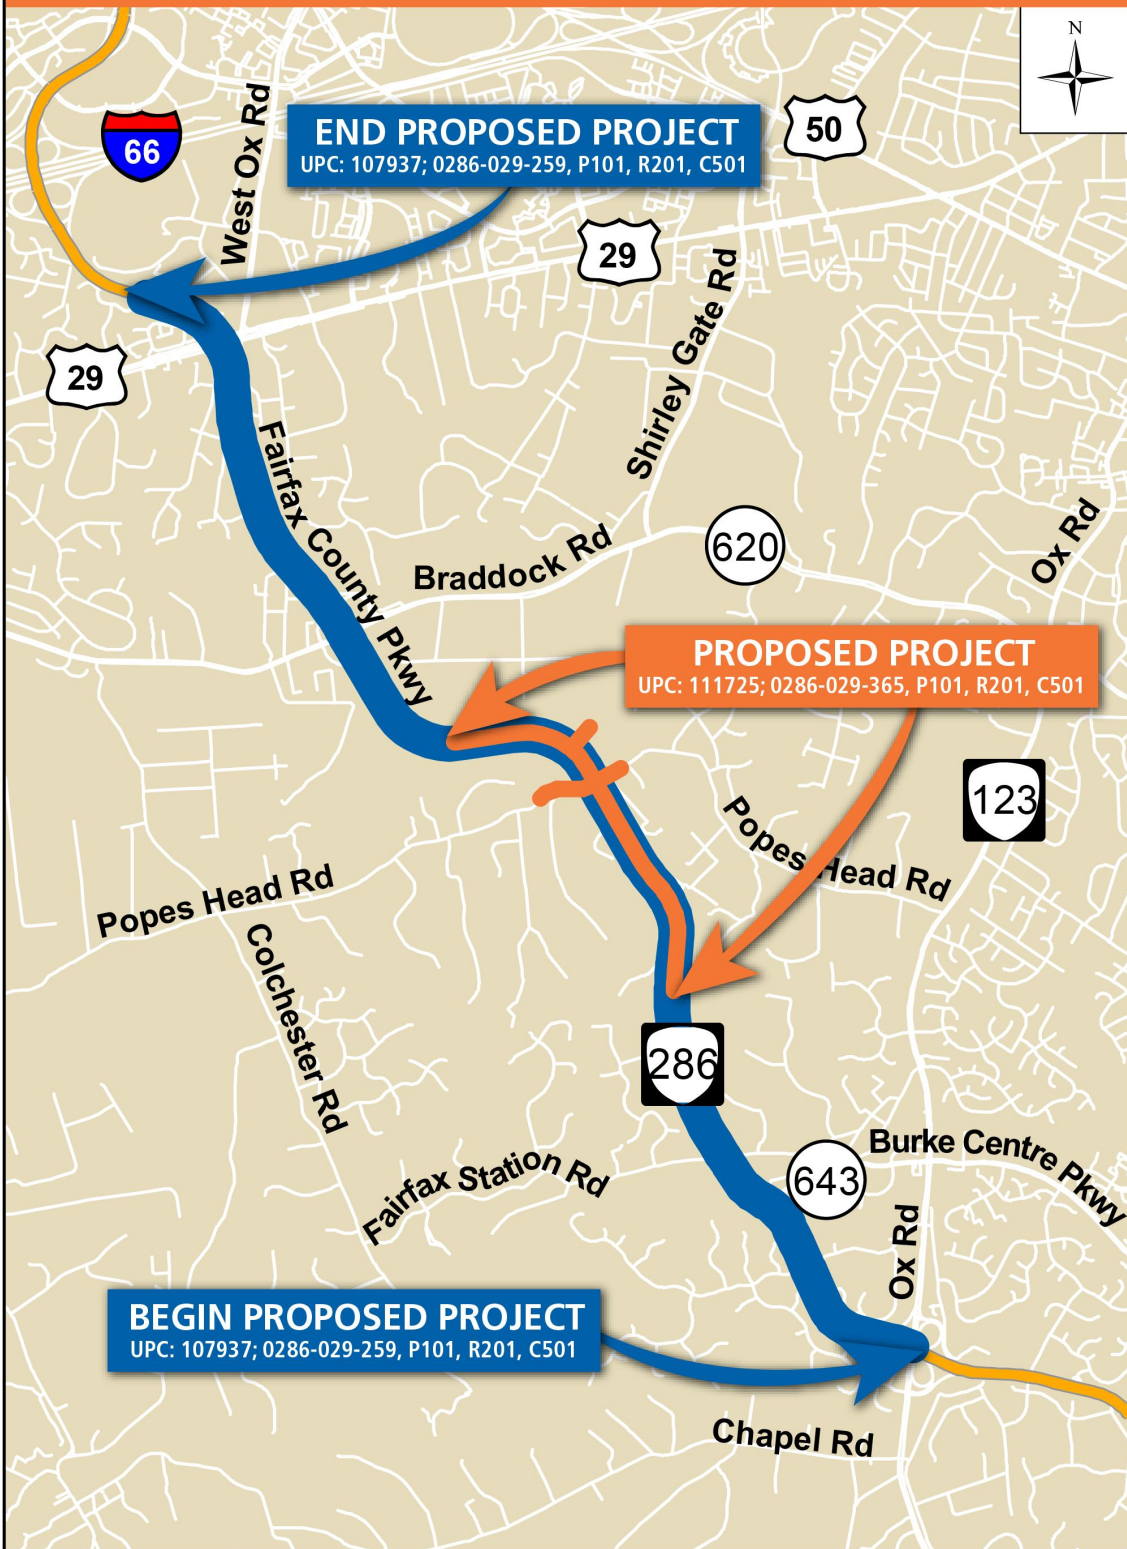 N
66
West Ox Rd
END PROPOSED PROJECT
UPC: 107937; 0286-029-259, P101, R201, C501
50
29
Shirley Gate Rd
29
Fairfax County Pkwy
Braddock Rd
620
Ox Rd
PROPOSED PROJECT
UPC: 111725; 0286-029-365, P101, R201, C501
123
Popes Head Rd
Popes Head Rd
Colchester Rd
286
Burke Centre Pkwy
Fairfax Station Rd
643
Ox Rd
BEGIN PROPOSED PROJECT
UPC: 107937; 0286-029-259, P101, R201, C501
Chapel Rd